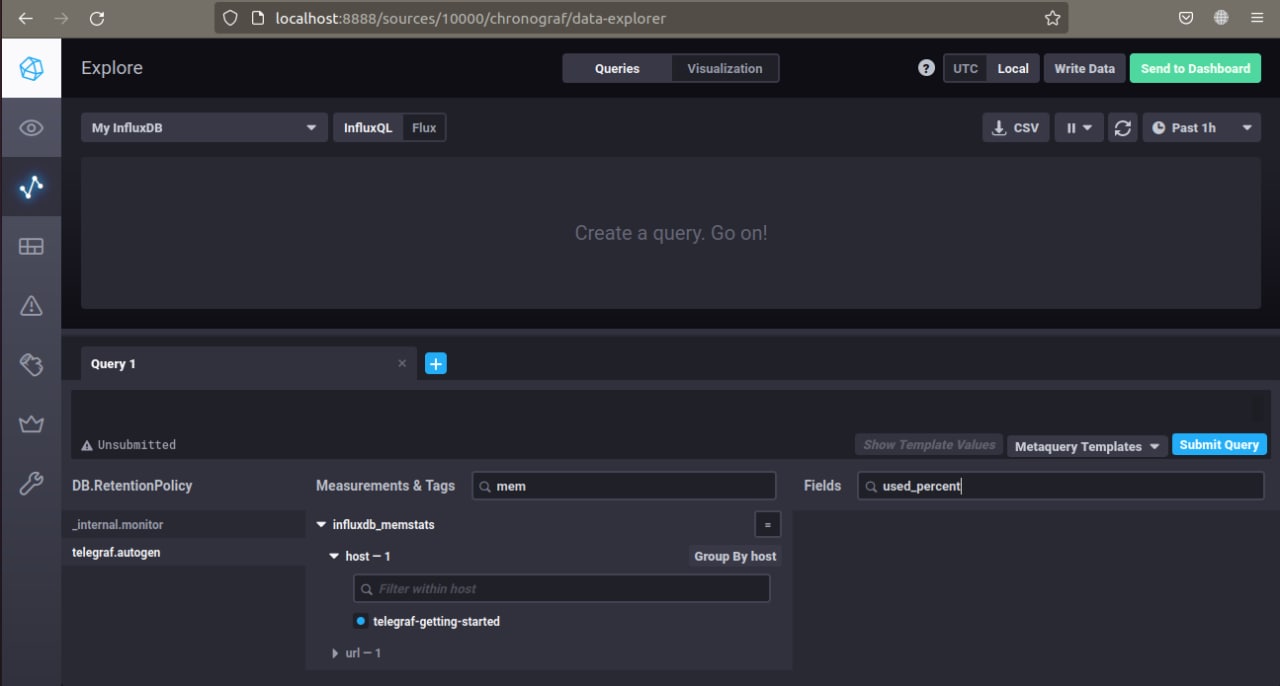 localhost:8888/sources/10000/chronograf/data-explorer
Explore
Queries Visualization
? UTC Local Write Data Send to Dashboard
My InfluxDB InfluxQL Flux CSV Past 1h
Create a query. Go on!
Query 1
Unsubmitted Show Template Values Metaquery Templates Submit Query
DB.RetentionPolicy Measurements & Tags mem Fields used_percent
_internal.monitor influxdb_memstats =
telegraf.autogen host — 1 Group By host
Filter within host
telegraf-getting-started
url — 1